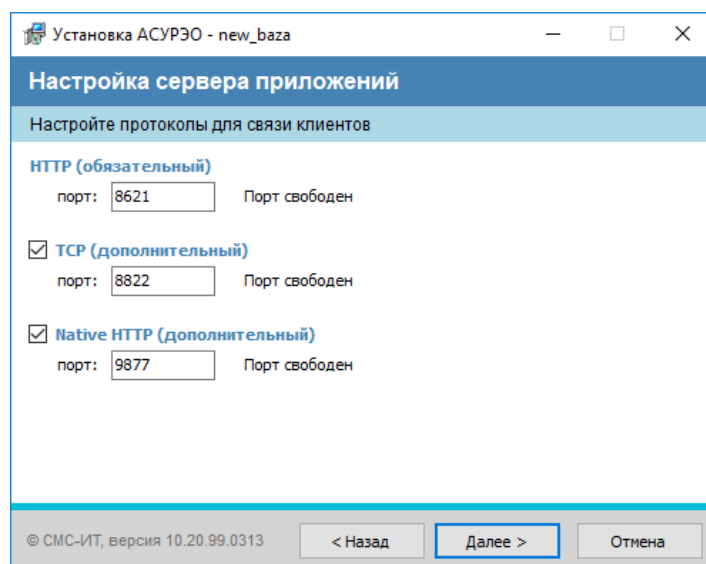 Установка АСУРЭО - new_baza
Настройка сервера приложений
Настройте протоколы для связи клиентов
HTTP (обязательный)
порт: 8621 Порт свободен
TCP (дополнительный)
порт: 8822 Порт свободен
Native HTTP (дополнительный)
порт: 9877 Порт свободен
© СМС-ИТ, версия 10.20.99.0313 < Назад Далее > Отмена